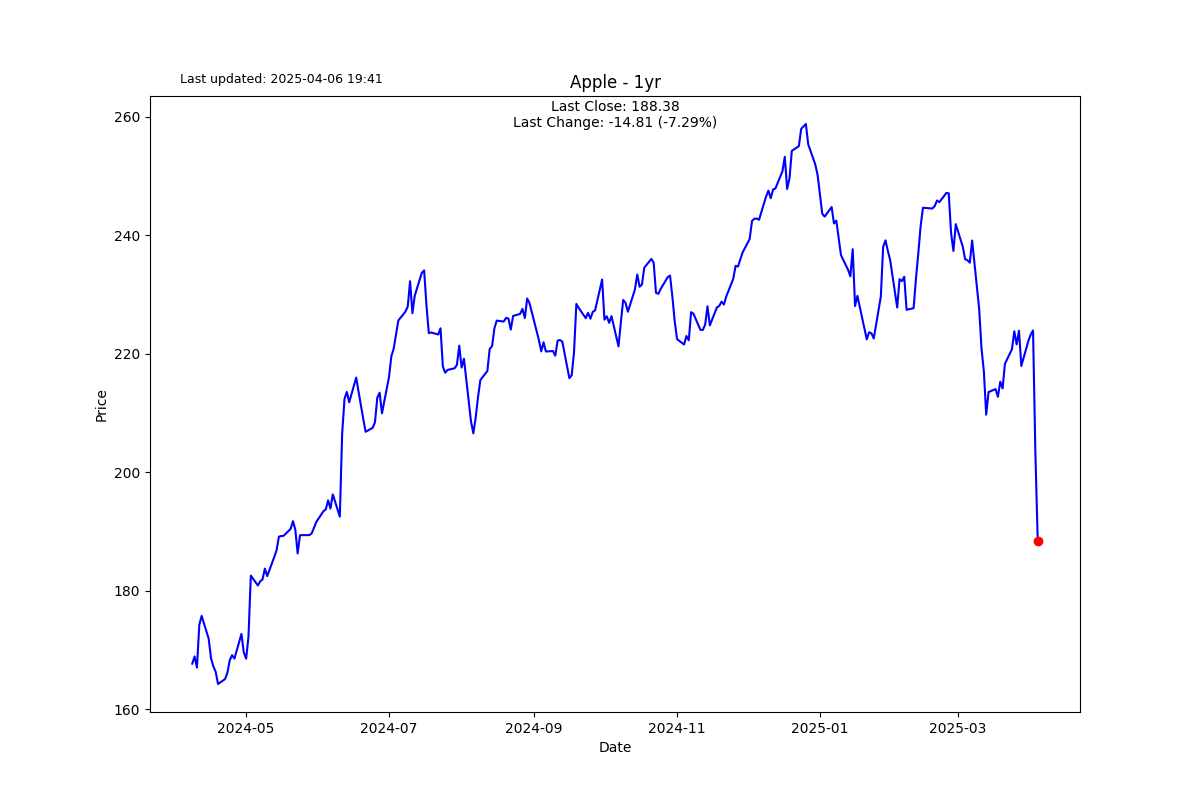 Last updated: 2025-04-06 19:41
Apple - 1yr
Last Close: 188.38
Last Change: -14.81 (-7.29%)
260
240
220
200
180
160
Price
2024-05
2024-07
2024-09
2024-11
2025-01
2025-03
Date